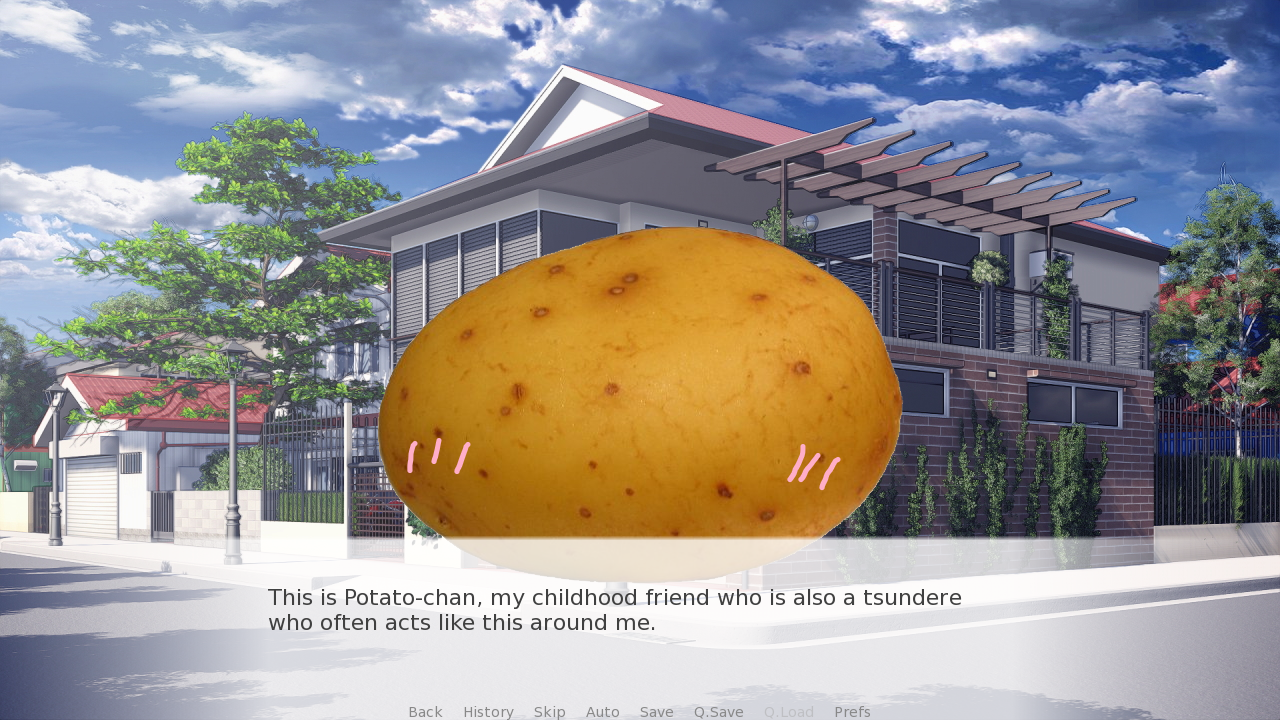 This is Potato-chan, my childhood friend who is also a tsundere
who often acts like this around me.
Back History Skip Auto Save Q.Save Q.Load Prefs